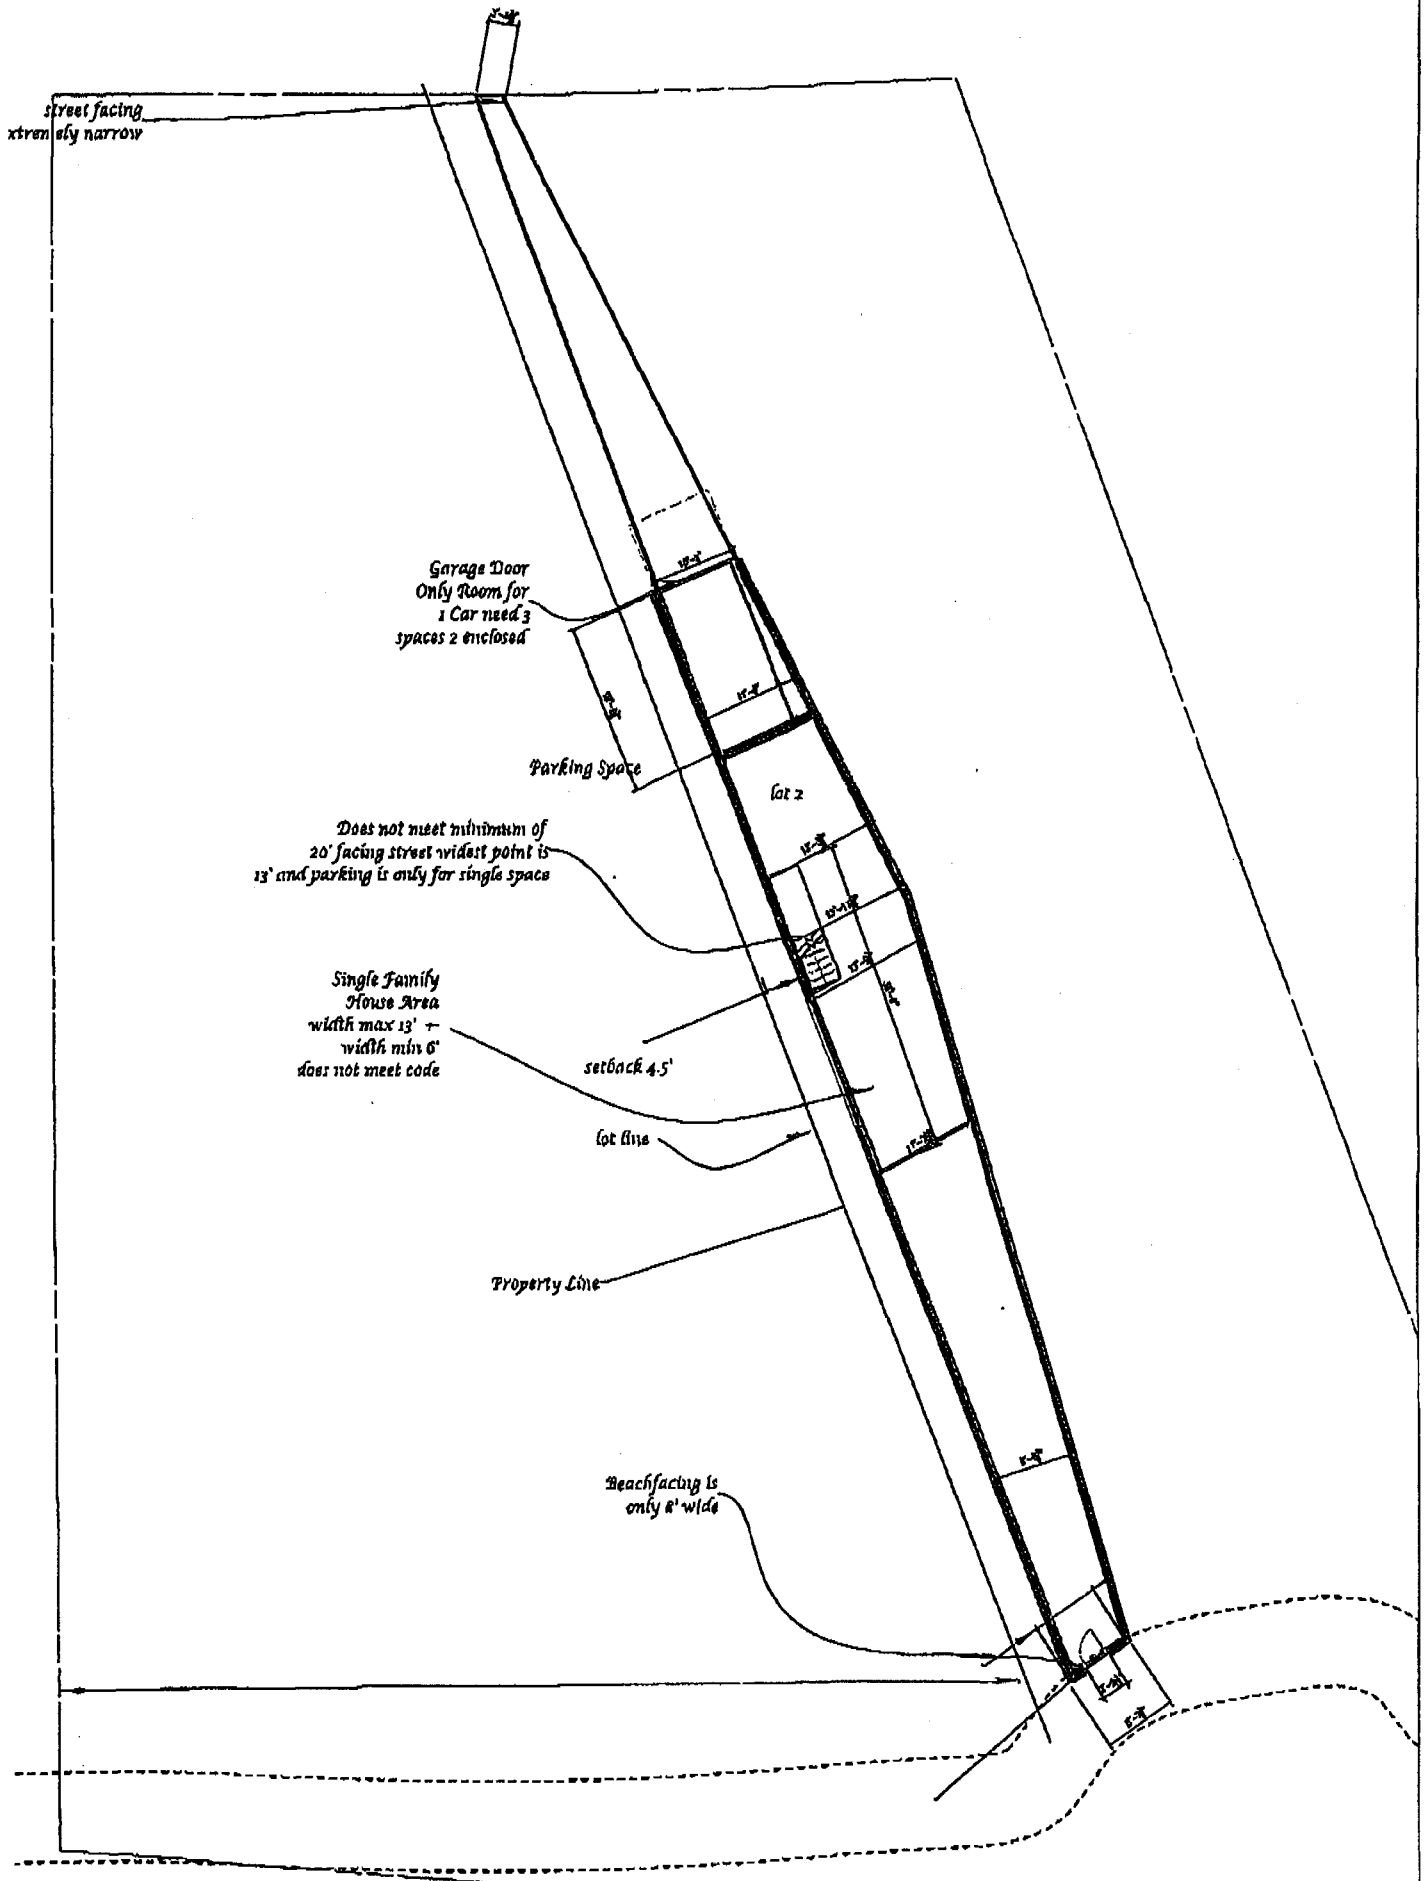 street facing
xtremely narrow
Garage Door
Only Room for
1 Car need 3
spaces 2 enclosed
Parking Space
lot 2
Does not meet minimum of
20' facing street widest point is
13' and parking is only for single space
Single Family
House Area
width max 13' +-
width min 6'
does not meet code
setback 4.5'
lot line
Property Line
Beachfacing is
only 8' wide